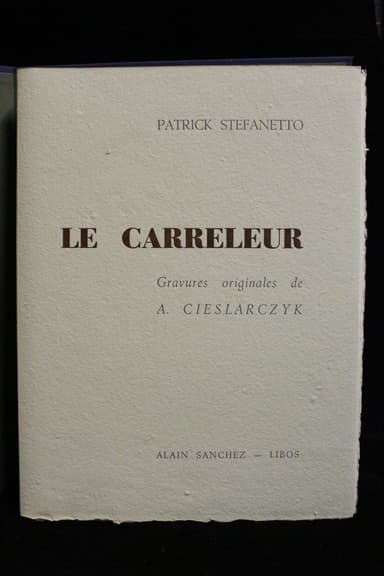 PATRICK STEFANETTO
LE CARRELEUR
Gravures originales de
A. CIESLARCZYK
ALAIN SANCHEZ — LIBOS